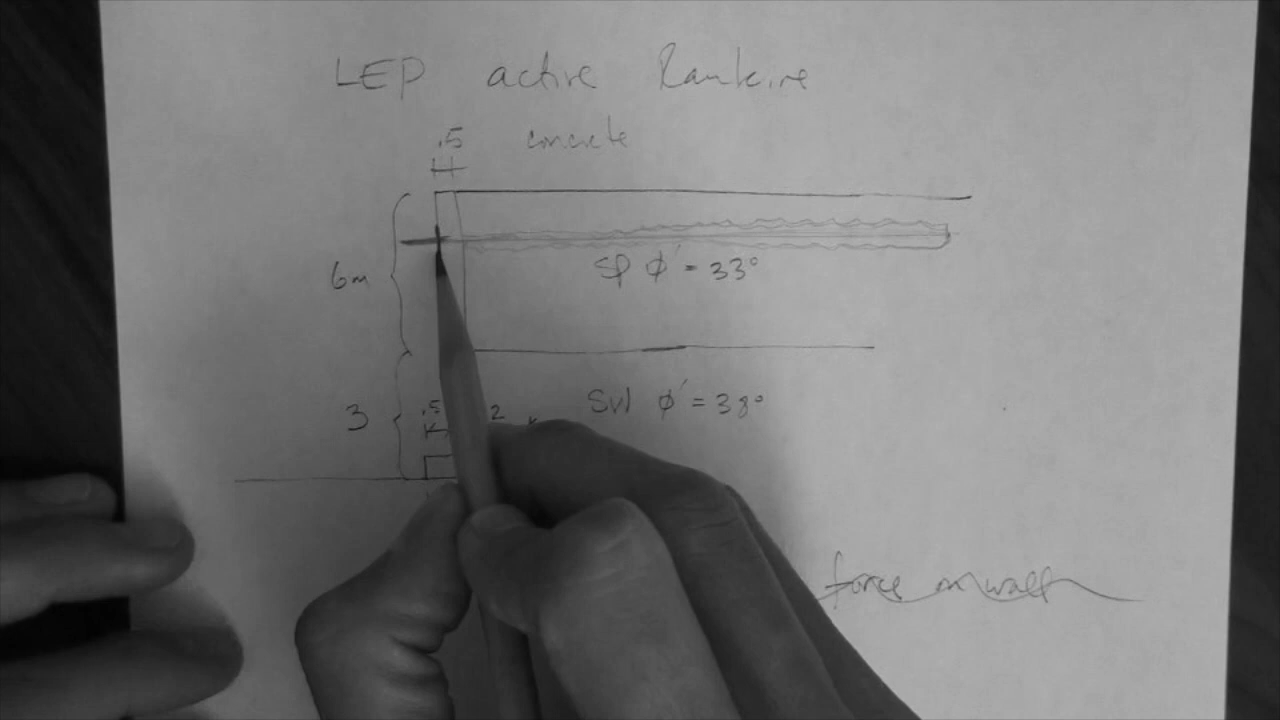 LEP active Rankine
.5 concrete
6m
SP ϕ' = 33°
3
.5 2
SW ϕ' = 38°
force on wall